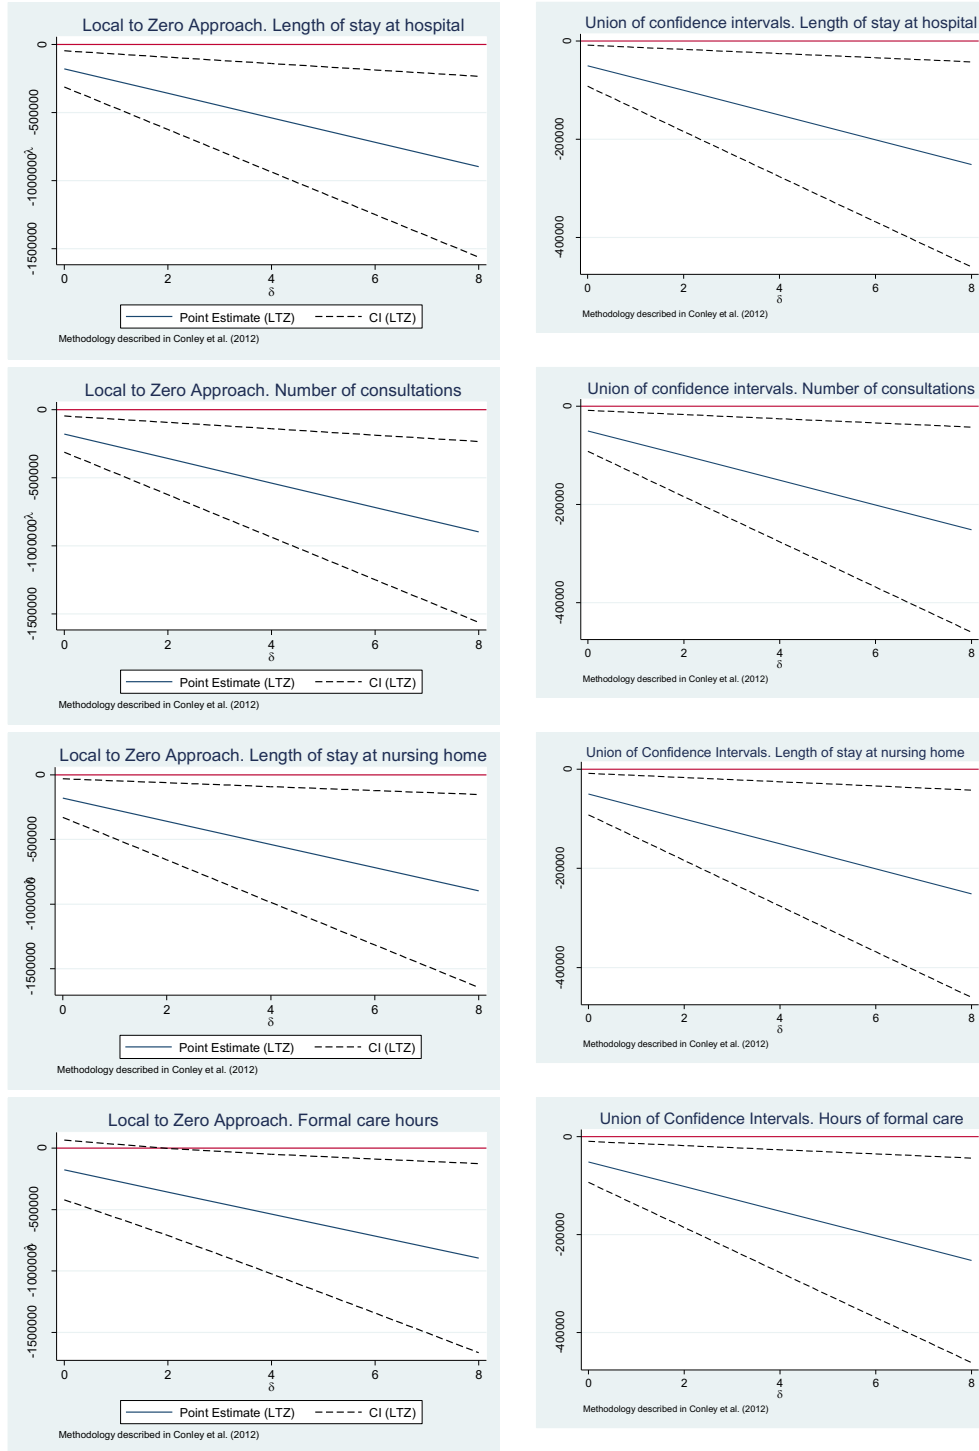 Local to Zero Approach. Length of stay at hospital
0
-500000
-1000000
-1500000
λ
0 2 4 6 8
δ
Point Estimate (LTZ) CI (LTZ)
Methodology described in Conley et al. (2012)
Union of confidence intervals. Length of stay at hospital
0
-200000
-400000
0 2 4 6 8
δ
Methodology described in Conley et al. (2012)
Local to Zero Approach. Number of consultations
0
-500000
-1000000
-1500000
λ
0 2 4 6 8
δ
Point Estimate (LTZ) CI (LTZ)
Methodology described in Conley et al. (2012)
Union of confidence intervals. Number of consultations
0
-200000
-400000
0 2 4 6 8
δ
Methodology described in Conley et al. (2012)
Local to Zero Approach. Length of stay at nursing home
0
-500000
-1000000
-1500000
0 2 4 6 8
δ
Point Estimate (LTZ) CI (LTZ)
Methodology described in Conley et al. (2012)
Union of Confidence Intervals. Length of stay at nursing home
0
-200000
-400000
0 2 4 6 8
δ
Methodology described in Conley et al. (2012)
Local to Zero Approach. Formal care hours
0
-500000
-1000000
-1500000
0 2 4 6 8
δ
Point Estimate (LTZ) CI (LTZ)
Methodology described in Conley et al. (2012)
Union of Confidence Intervals. Hours of formal care
0
-200000
-400000
0 2 4 6 8
δ
Methodology described in Conley et al. (2012)